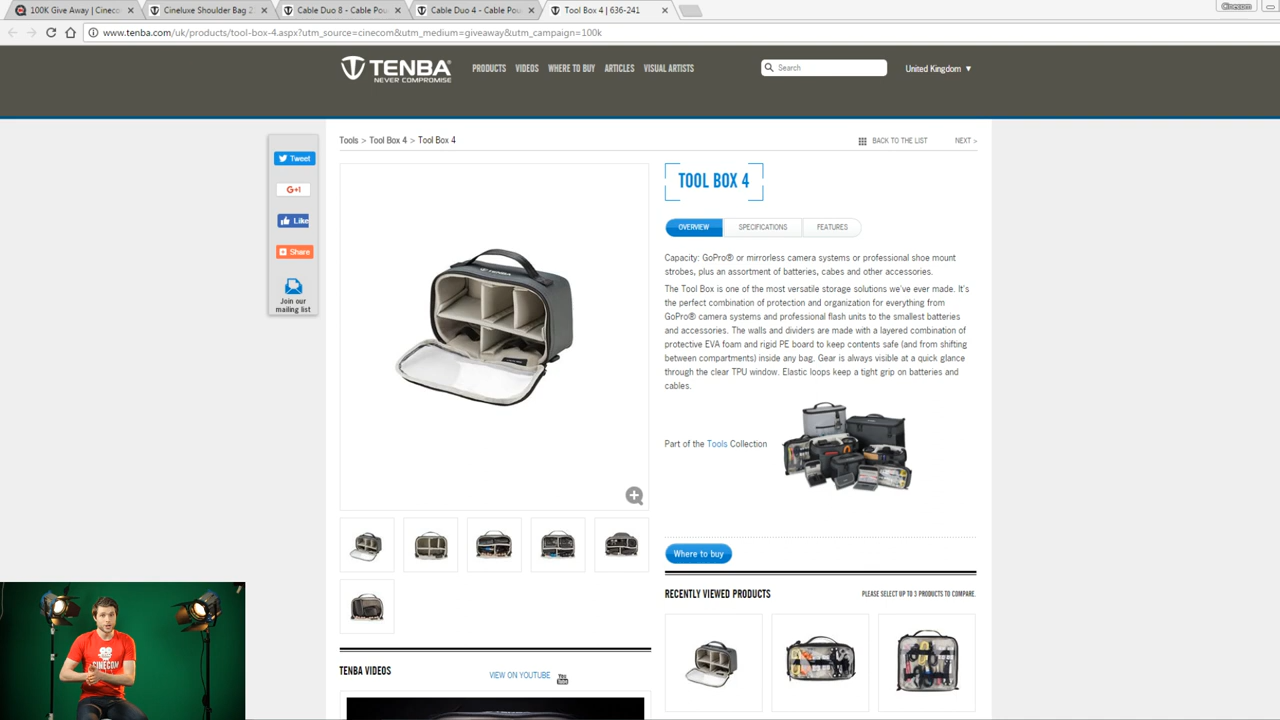 100K Give Away | Cineco
Cineluxe Shoulder Bag 2
Cable Duo 8 - Cable Pou
Cable Duo 4 - Cable Pou
Tool Box 4 | 636-241
Cinecom
www.tenba.com/uk/products/tool-box-4.aspx?utm_source=cinecom&utm_medium=giveaway&utm_campaign=100k
TENBA
NEVER COMPROMISE
PRODUCTS VIDEOS WHERE TO BUY ARTICLES VISUAL ARTISTS
Search
United Kingdom ▼
Tools > Tool Box 4 > Tool Box 4
BACK TO THE LIST NEXT >
Tweet
G+1
Like
Share
Join our
mailing list
TENBA
TOOL BOX 4
OVERVIEW SPECIFICATIONS FEATURES
Capacity: GoPro® or mirrorless camera systems or professional shoe mount
strobes, plus an assortment of batteries, cabes and other accessories.
The Tool Box is one of the most versatile storage solutions we've ever made. It's
the perfect combination of protection and organization for everything from
GoPro® camera systems and professional flash units to the smallest batteries
and accessories. The walls and dividers are made with a layered combination of
protective EVA foam and rigid PE board to keep contents safe (and from shifting
between compartments) inside any bag. Gear is always visible at a quick glance
through the clear TPU window. Elastic loops keep a tight grip on batteries and
cables.
Part of the Tools Collection
Where to buy
RECENTLY VIEWED PRODUCTS
PLEASE SELECT UP TO 3 PRODUCTS TO COMPARE.
TENBA VIDEOS
VIEW ON YOUTUBE
You
Tube
CINECOM